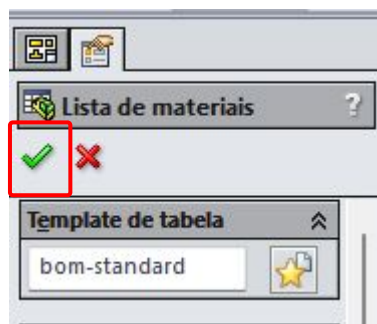 Lista de materiais ?
Template de tabela
bom-standard